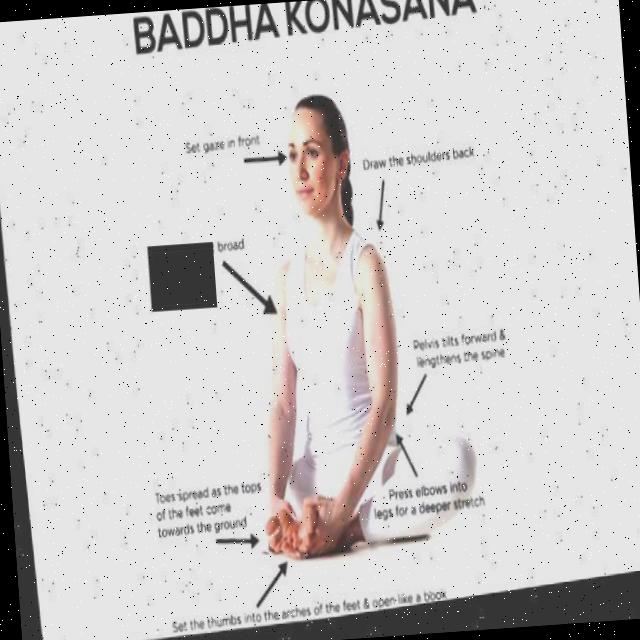 BADDHA KONASANA
Set gaze in front
Draw the shoulders back
broad
Pelvis tilts forward &
lengthens the spine
Press elbows into
legs for a deeper stretch
Toes spread as the tops
of the feet come
towards the ground
Set the thumbs into the arches of the feet & open like a book